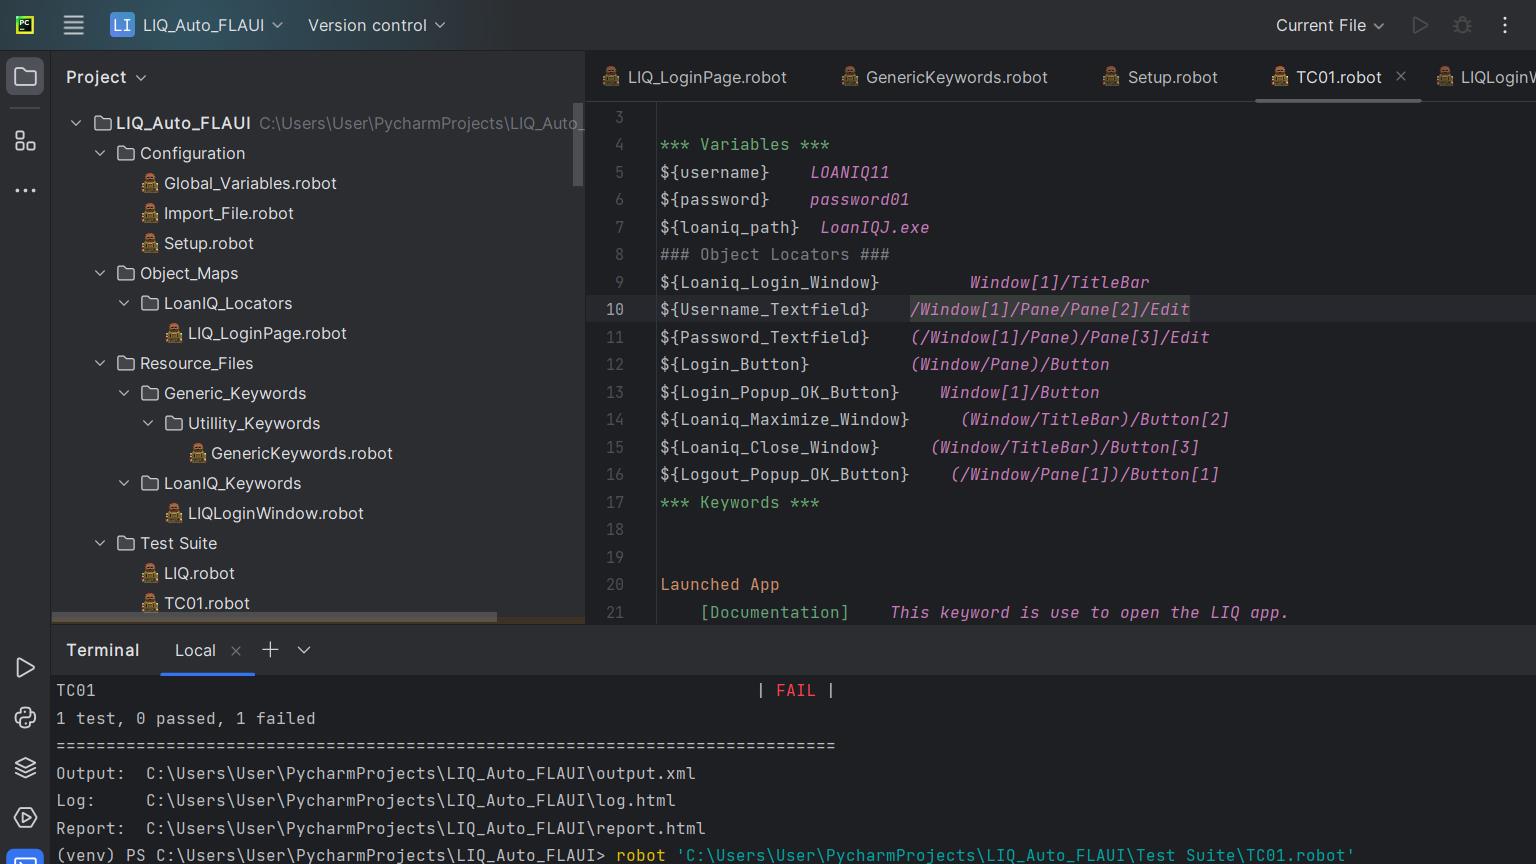 PC
LI LIQ_Auto_FLAUI Version control Current File
Project
LIQ_LoginPage.robot GenericKeywords.robot Setup.robot TC01.robot LIQLoginW
LIQ_Auto_FLAUI C:\Users\User\PycharmProjects\LIQ_Auto_
Configuration
Global_Variables.robot
Import_File.robot
Setup.robot
Object_Maps
LoanIQ_Locators
LIQ_LoginPage.robot
Resource_Files
Generic_Keywords
Utillity_Keywords
GenericKeywords.robot
LoanIQ_Keywords
LIQLoginWindow.robot
Test Suite
LIQ.robot
TC01.robot
3
4 *** Variables ***
5 ${username}    LOANIQ11
6 ${password}    password01
7 ${loaniq_path}  LoanIQJ.exe
8 ### Object Locators ###
9 ${Loaniq_Login_Window}         Window[1]/TitleBar
10 ${Username_Textfield}    /Window[1]/Pane/Pane[2]/Edit
11 ${Password_Textfield}    (/Window[1]/Pane)/Pane[3]/Edit
12 ${Login_Button}          (Window/Pane)/Button
13 ${Login_Popup_OK_Button}    Window[1]/Button
14 ${Loaniq_Maximize_Window}     (Window/TitleBar)/Button[2]
15 ${Loaniq_Close_Window}     (Window/TitleBar)/Button[3]
16 ${Logout_Popup_OK_Button}    (/Window/Pane[1])/Button[1]
17 *** Keywords ***
18
19
20 Launched App
21     [Documentation]    This keyword is use to open the LIQ app.
Terminal Local
TC01 | FAIL |
1 test, 0 passed, 1 failed
==============================================================================
Output:  C:\Users\User\PycharmProjects\LIQ_Auto_FLAUI\output.xml
Log:     C:\Users\User\PycharmProjects\LIQ_Auto_FLAUI\log.html
Report:  C:\Users\User\PycharmProjects\LIQ_Auto_FLAUI\report.html
(venv) PS C:\Users\User\PycharmProjects\LIQ_Auto_FLAUI> robot 'C:\Users\User\PycharmProjects\LIQ_Auto_FLAUI\Test Suite\TC01.robot'